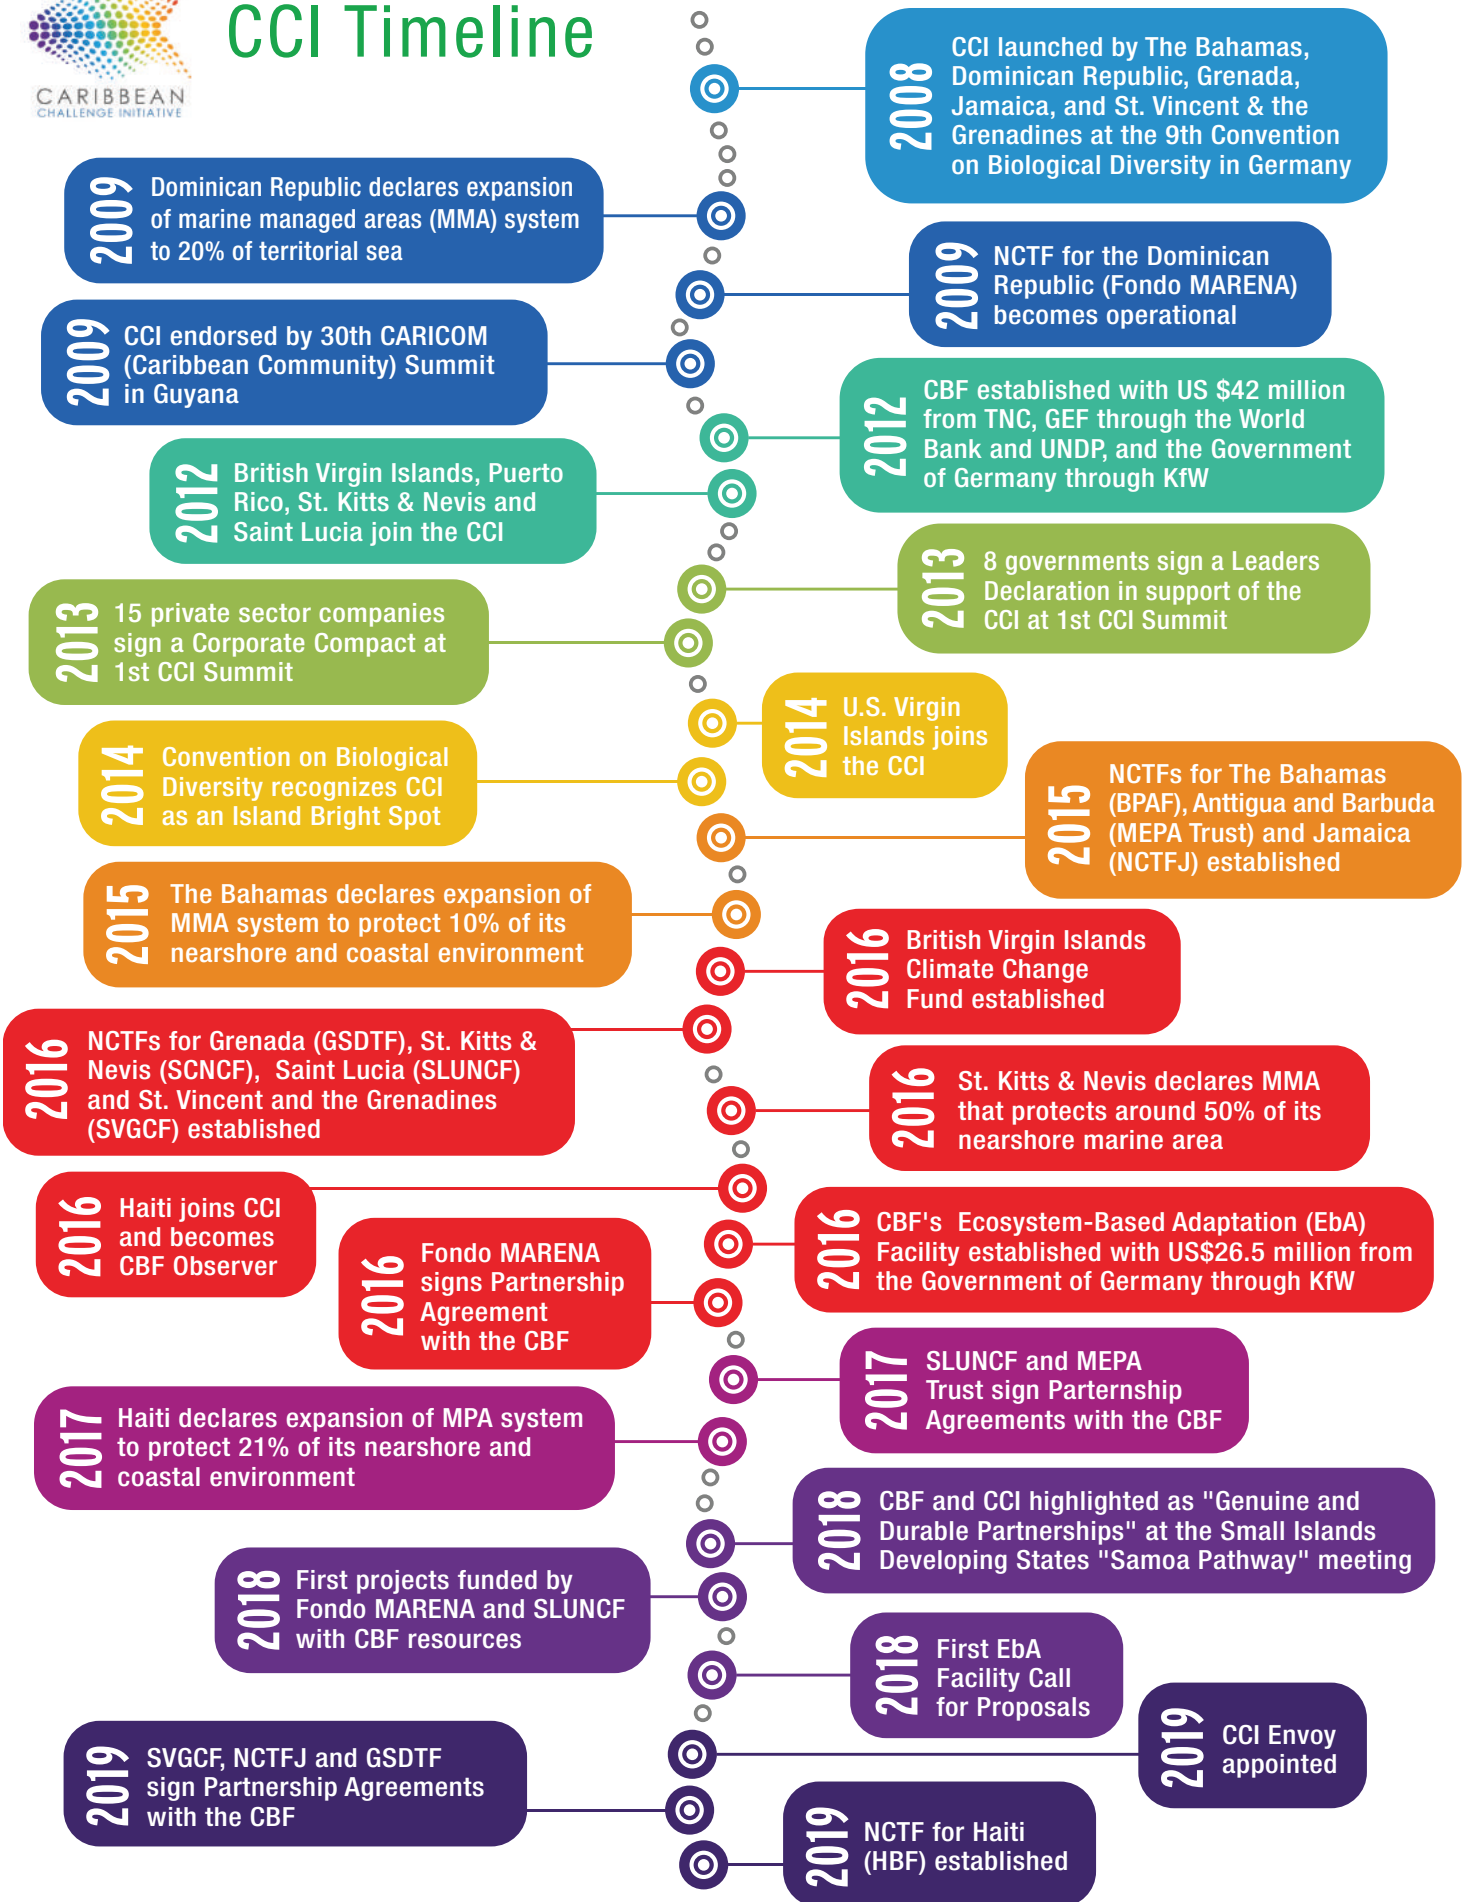 CCI Timeline
CARIBBEAN
CHALLENGE INITIATIVE
2008
CCI launched by The Bahamas,
Dominican Republic, Grenada,
Jamaica, and St. Vincent & the
Grenadines at the 9th Convention
on Biological Diversity in Germany
2009
Dominican Republic declares expansion
of marine managed areas (MMA) system
to 20% of territorial sea
2009
NCTF for the Dominican
Republic (Fondo MARENA)
becomes operational
2009
CCI endorsed by 30th CARICOM
(Caribbean Community) Summit
in Guyana
2012
CBF established with US $42 million
from TNC, GEF through the World
Bank and UNDP, and the Government
of Germany through KfW
2012
British Virgin Islands, Puerto
Rico, St. Kitts & Nevis and
Saint Lucia join the CCI
2013
8 governments sign a Leaders
Declaration in support of the
CCI at 1st CCI Summit
2013
15 private sector companies
sign a Corporate Compact at
1st CCI Summit
2014
U.S. Virgin
Islands joins
the CCI
2014
Convention on Biological
Diversity recognizes CCI
as an Island Bright Spot
2015
NCTFs for The Bahamas
(BPAF), Anttigua and Barbuda
(MEPA Trust) and Jamaica
(NCTFJ) established
2015
The Bahamas declares expansion of
MMA system to protect 10% of its
nearshore and coastal environment
2016
British Virgin Islands
Climate Change
Fund established
2016
NCTFs for Grenada (GSDTF), St. Kitts &
Nevis (SCNCF), Saint Lucia (SLUNCF)
and St. Vincent and the Grenadines
(SVGCF) established
2016
St. Kitts & Nevis declares MMA
that protects around 50% of its
nearshore marine area
2016
Haiti joins CCI
and becomes
CBF Observer
2016
CBF's Ecosystem-Based Adaptation (EbA)
Facility established with US$26.5 million from
the Government of Germany through KfW
2016
Fondo MARENA
signs Partnership
Agreement
with the CBF
2017
SLUNCF and MEPA
Trust sign Parternship
Agreements with the CBF
2017
Haiti declares expansion of MPA system
to protect 21% of its nearshore and
coastal environment
2018
CBF and CCI highlighted as "Genuine and
Durable Partnerships" at the Small Islands
Developing States "Samoa Pathway" meeting
2018
First projects funded by
Fondo MARENA and SLUNCF
with CBF resources
2018
First EbA
Facility Call
for Proposals
2019
CCI Envoy
appointed
2019
SVGCF, NCTFJ and GSDTF
sign Partnership Agreements
with the CBF
2019
NCTF for Haiti
(HBF) established